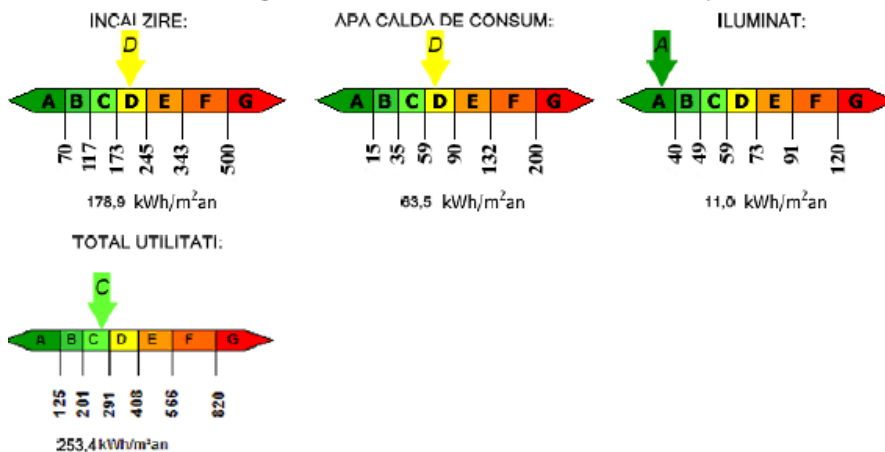 INCALZIRE:
D
A B C D E F G
70 117 173 245 343 500
178,9 kWh/m²an
APA CALDA DE CONSUM:
D
A B C D E F G
15 35 59 90 132 200
63,5 kWh/m²an
ILUMINAT:
A
A B C D E F G
40 49 59 73 91 120
11,0 kWh/m²an
TOTAL UTILITATI:
C
A B C D E F G
125 201 291 408 566 820
253,4 kWh/m²an